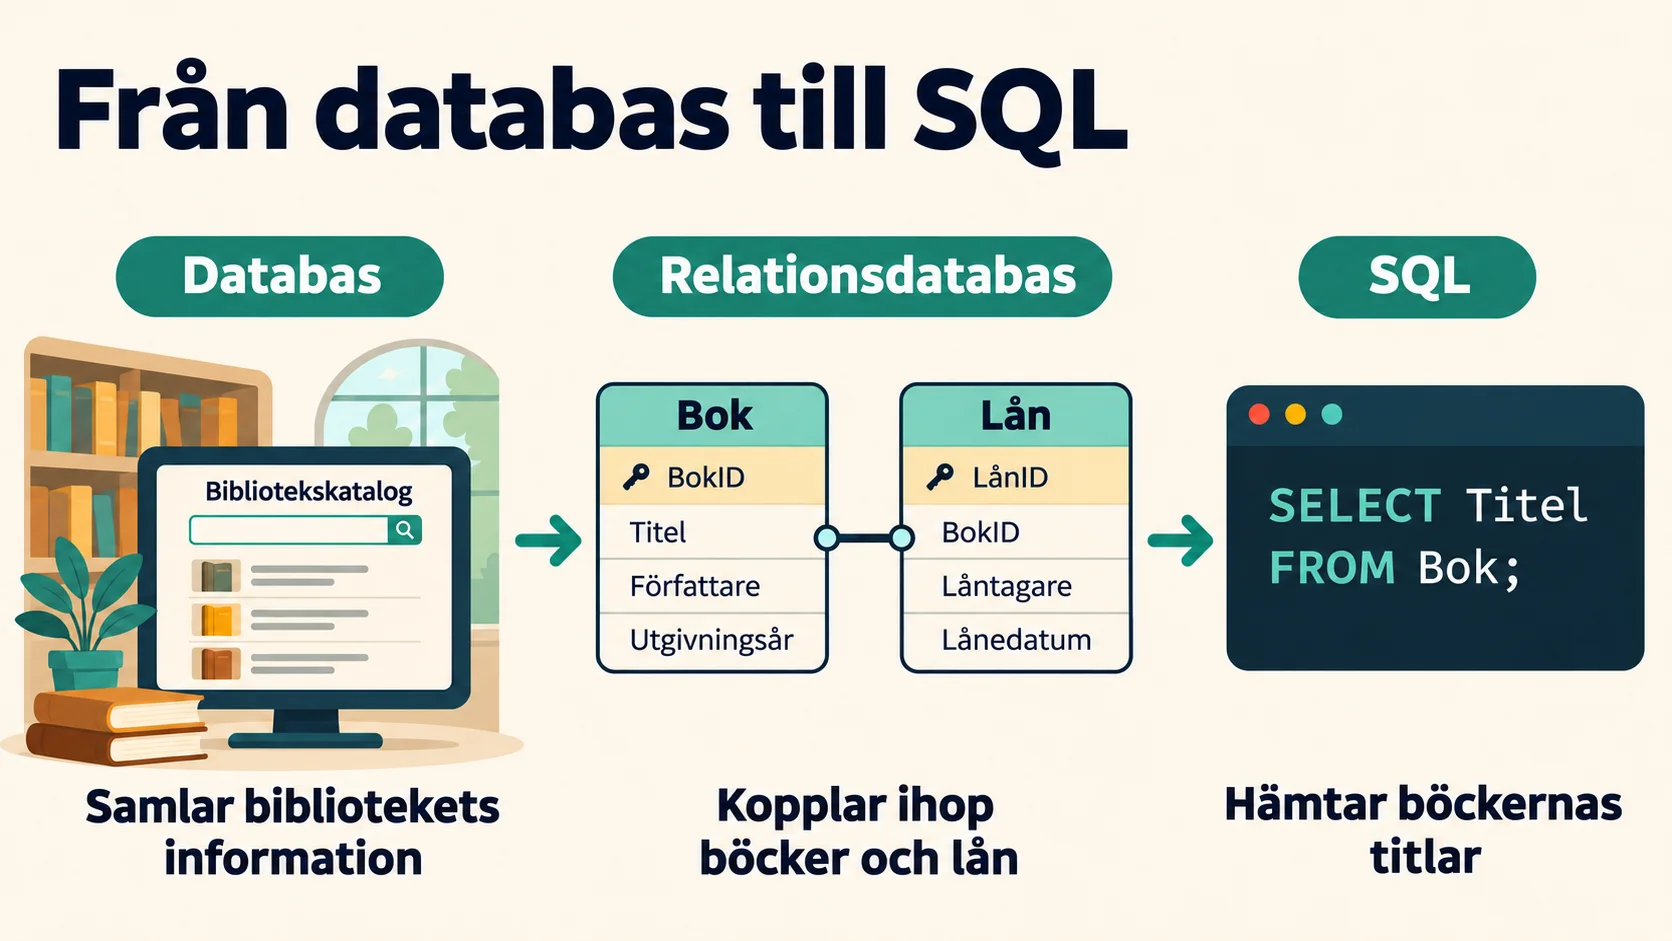 Från databas till SQL
Databas
Bibliotekskatalog
Samlar bibliotekets
information
Relationsdatabas
Bok
BokID
Titel
Författare
Utgivningsår
Lån
LånID
BokID
Låntagare
Lånedatum
Kopplar ihop
böcker och lån
SQL
SELECT Titel
FROM Bok;
Hämtar böckernas
titlar